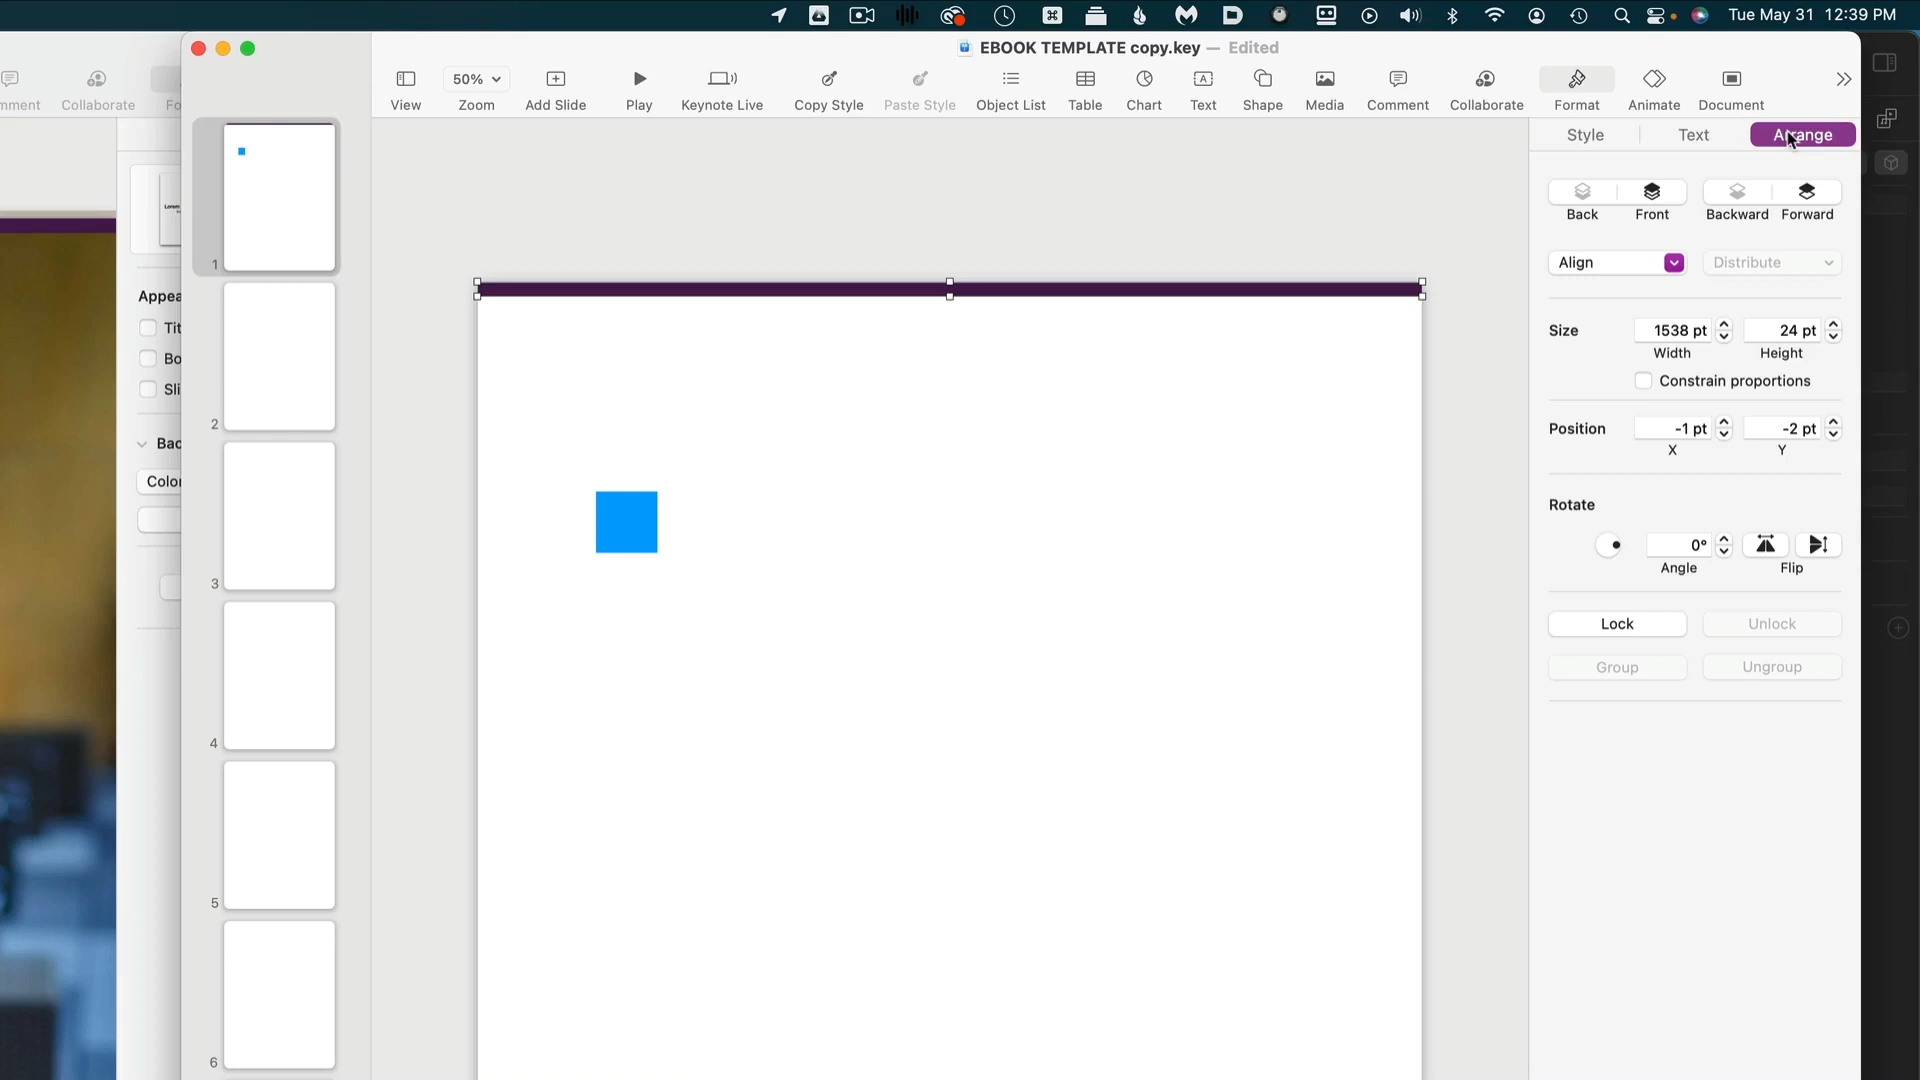 Tue May 31 12:39 PM
EBOOK TEMPLATE copy.key — Edited
50%
View
Zoom
Add Slide
Play
Keynote Live
Copy Style
Paste Style
Object List
Table
Chart
Text
Shape
Media
Comment
Collaborate
Format
Animate
Document
mment
Collaborate
Fo
Style
Text
Arrange
Back
Front
Backward
Forward
Align
Distribute
Size
1538 pt
24 pt
Width
Height
Constrain proportions
Position
-1 pt
-2 pt
X
Y
Rotate
0°
Angle
Flip
Lock
Unlock
Group
Ungroup
Lorem
Appea
Tit
Bo
Sli
Bac
Color
1
2
3
4
5
6